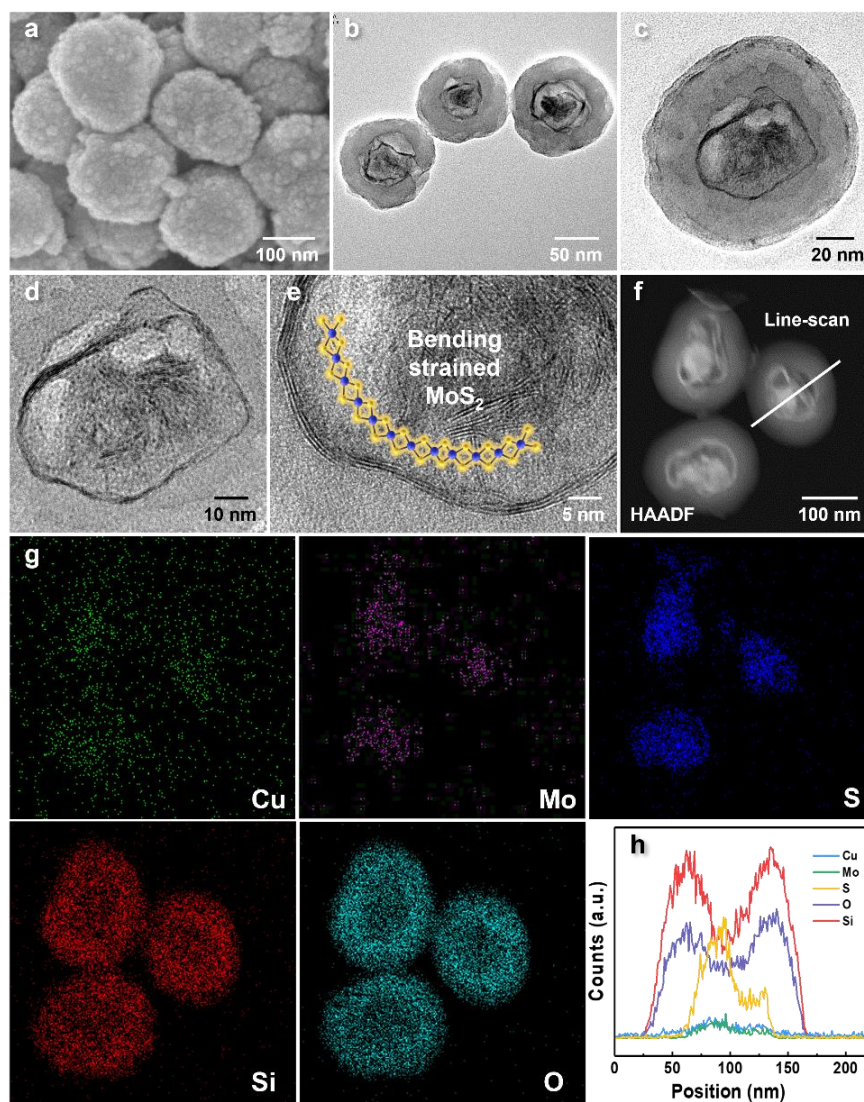 a
100 nm
b
50 nm
c
20 nm
d
10 nm
e
Bending
strained
MoS₂
5 nm
f
Line-scan
HAADF
100 nm
g
Cu
Mo
S
Si
O
h
Cu
Mo
S
O
Si
Counts (a.u.)
0 50 100 150 200
Position (nm)